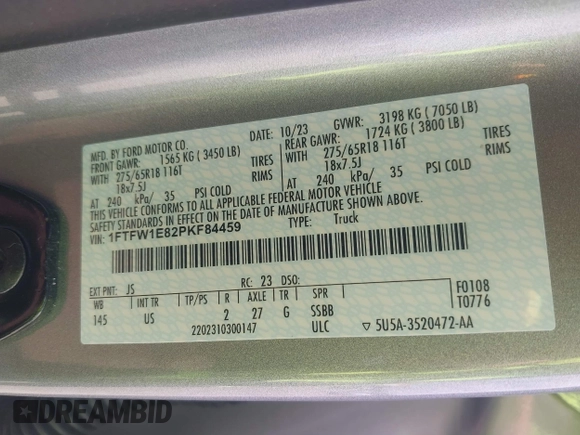 MFD. BY FORD MOTOR CO.
DATE: 10/23 GVWR: 3198 KG ( 7050 LB)
FRONT GAWR: 1565 KG ( 3450 LB) REAR GAWR: 1724 KG ( 3800 LB)
WITH 275/65R18 116T TIRES WITH 275/65R18 116T TIRES
18x7.5J RIMS 18x7.5J RIMS
AT 240 kPa/ 35 PSI COLD AT 240 kPa/ 35 PSI COLD
THIS VEHICLE CONFORMS TO ALL APPLICABLE FEDERAL MOTOR VEHICLE
SAFETY STANDARDS IN EFFECT ON THE DATE OF MANUFACTURE SHOWN ABOVE.
VIN: 1FTFW1E82PKF84459 TYPE: Truck
EXT PNT: JS RC: 23 DSO:
WB INT TR TP/PS R AXLE TR SPR F0108
145 US 2 27 G SSBB T0776
2202310300147 ULC ▽ 5U5A-3520472-AA
DREAMBID